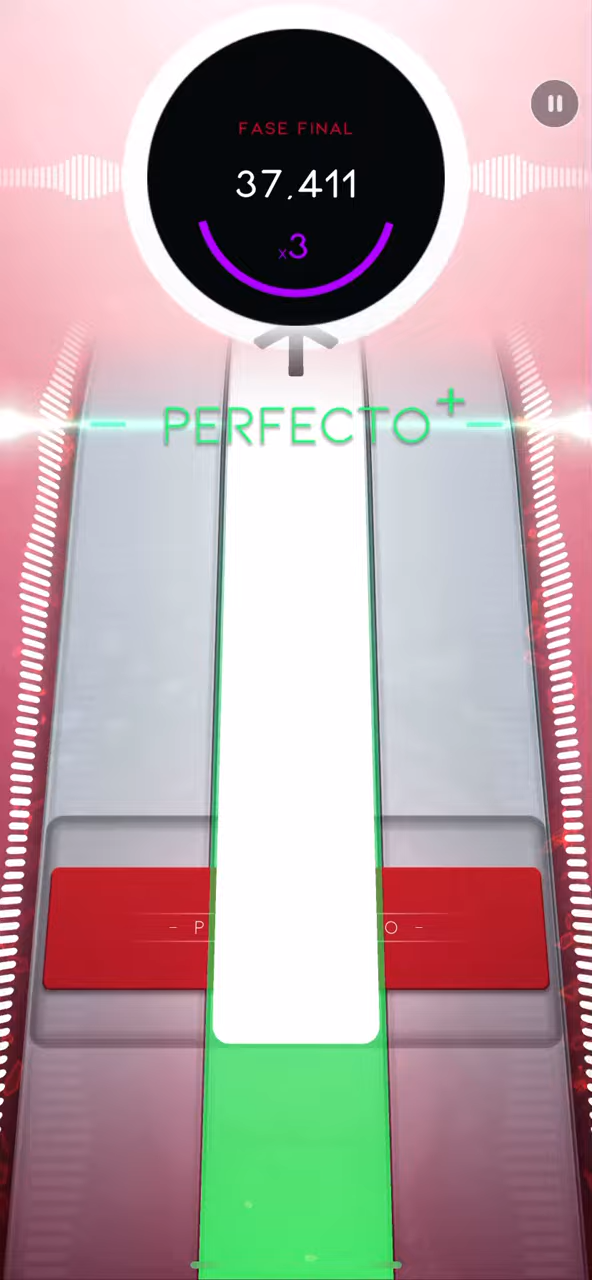 FASE FINAL
37,411
x3
PERFECTO+
- P O -